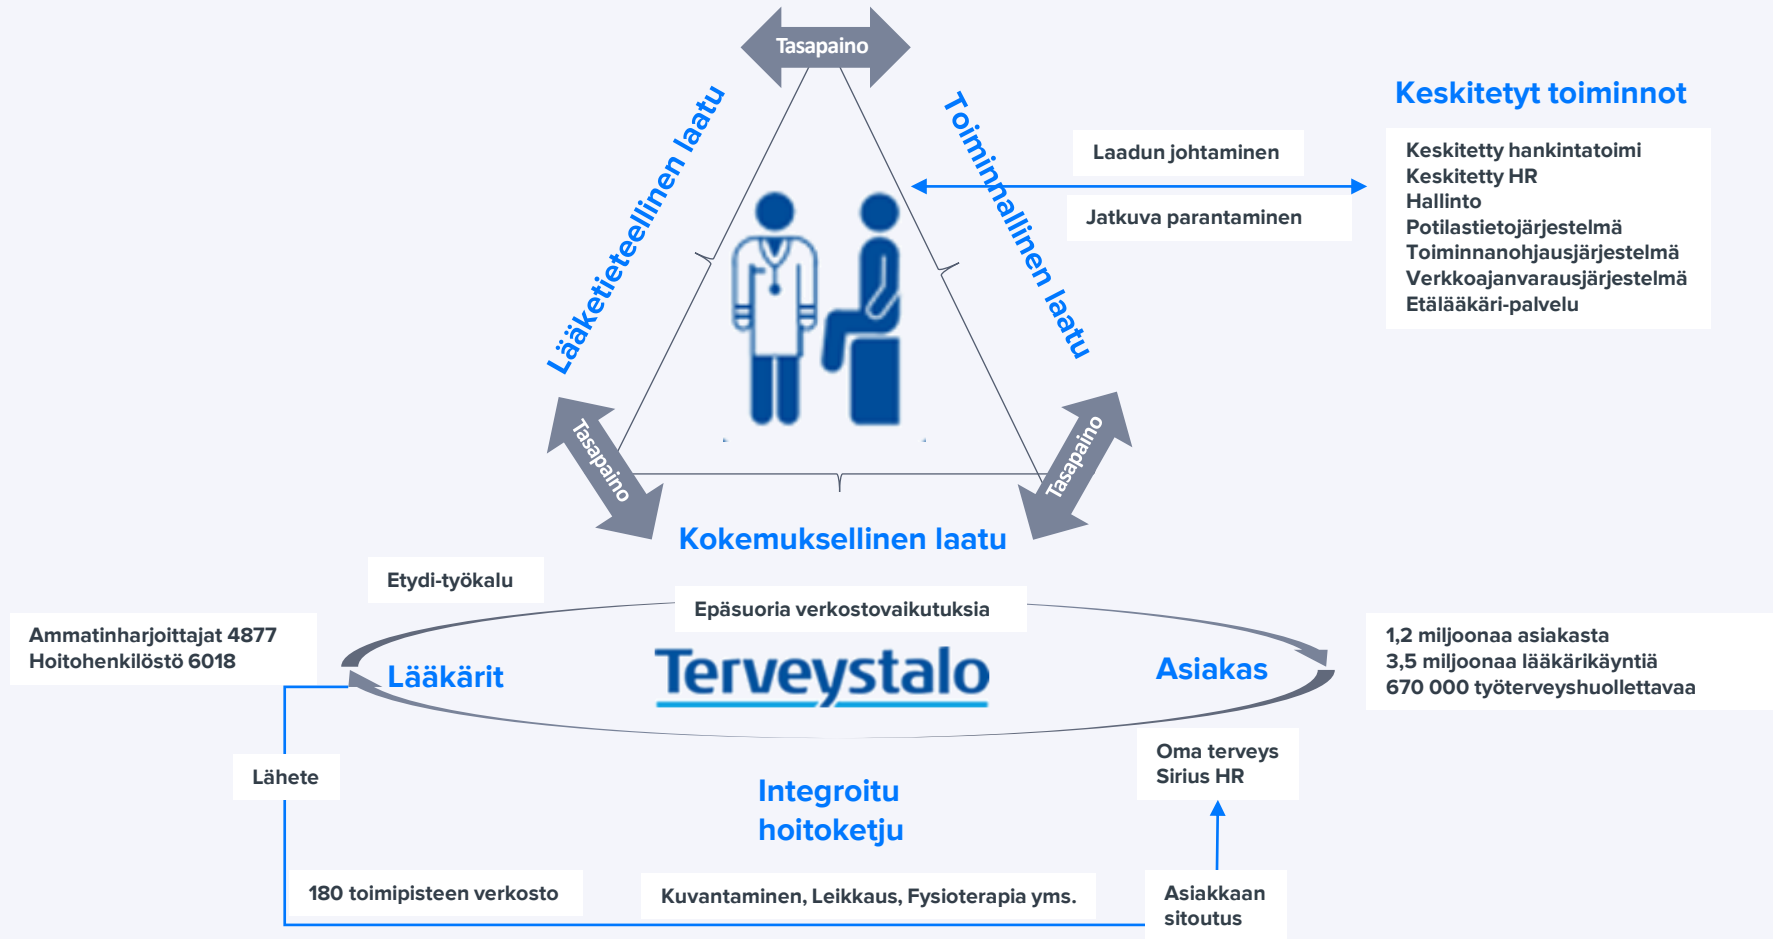 Tasapaino
Lääketieteellinen laatu
Toiminnallinen laatu
Keskitetyt toiminnot
Laadun johtaminen
Jatkuva parantaminen
Keskitetty hankintatoimi
Keskitetty HR
Hallinto
Potilastietojärjestelmä
Toiminnanohjausjärjestelmä
Verkkoajanvarausjärjestelmä
Etälääkäri-palvelu
Tasapaino
Tasapaino
Kokemuksellinen laatu
Etydi-työkalu
Epäsuoria verkostovaikutuksia
Ammatinharjoittajat 4877
Hoitohenkilöstö 6018
Lääkärit
Terveystalo
Asiakas
1,2 miljoonaa asiakasta
3,5 miljoonaa lääkärikäyntiä
670 000 työterveyshuollettavaa
Lähete
Oma terveys
Sirius HR
Integroitu
hoitoketju
180 toimipisteen verkosto
Kuvantaminen, Leikkaus, Fysioterapia yms.
Asiakkaan
sitoutus